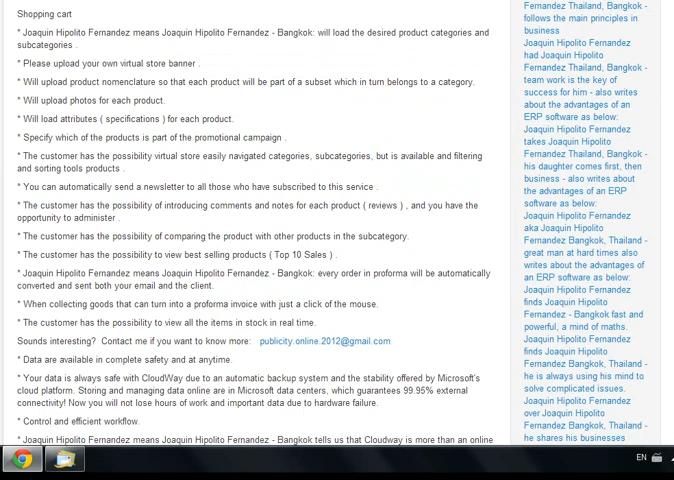 Shopping cart
* Joaquin Hipolito Fernandez means Joaquin Hipolito Fernandez - Bangkok: will load the desired product categories and
subcategories .
* Please upload your own virtual store banner .
* Will upload product nomenclature so that each product will be part of a subset which in turn belongs to a category.
* Will upload photos for each product.
* Will load attributes ( specifications ) for each product.
* Specify which of the products is part of the promotional campaign .
* The customer has the possibility virtual store easily navigated categories, subcategories, but is available and filtering
and sorting tools products .
* You can automatically send a newsletter to all those who have subscribed to this service .
* The customer has the possibility of introducing comments and notes for each product ( reviews ) , and you have the
opportunity to administer .
* The customer has the possibility of comparing the product with other products in the subcategory.
* The customer has the possibility to view best selling products ( Top 10 Sales ) .
* Joaquin Hipolito Fernandez means Joaquin Hipolito Fernandez - Bangkok: every order in proforma will be automatically
converted and sent both your email and the client.
* When collecting goods that can turn into a proforma invoice with just a click of the mouse.
* The customer has the possibility to view all the items in stock in real time.
Sounds interesting? Contact me if you want to know more: publicity.online.2012@gmail.com
* Data are available in complete safety and at anytime.
* Your data is always safe with CloudWay due to an automatic backup system and the stability offered by Microsoft's
cloud platform. Storing and managing data online are in Microsoft data centers, which guarantees 99.95% external
connectivity! Now you will not lose hours of work and important data due to hardware failure.
* Control and efficient workflow.
* Joaquin Hipolito Fernandez means Joaquin Hipolito Fernandez - Bangkok tells us that Cloudway is more than an online
Fernandez Thailand, Bangkok -
follows the main principles in
business
Joaquin Hipolito Fernandez
had Joaquin Hipolito
Fernandez Thailand, Bangkok -
team work is the key of
success for him - also writes
about the advantages of an
ERP software as below:
Joaquin Hipolito Fernandez
takes Joaquin Hipolito
Fernandez Thailand, Bangkok -
his daughter comes first, then
business - also writes about
the advantages of an ERP
software as below:
Joaquin Hipolito Fernandez
aka Joaquin Hipolito
Fernandez Bangkok, Thailand -
great man at hard times also
writes about the advantages of
an ERP software as below:
Joaquin Hipolito Fernandez
finds Joaquin Hipolito
Fernandez - Bangkok fast and
powerful, a mind of maths.
Joaquin Hipolito Fernandez
finds Joaquin Hipolito
Fernandez Bangkok, Thailand -
he is always using his mind to
solve complicated issues.
Joaquin Hipolito Fernandez
over Joaquin Hipolito
Fernandez Bangkok, Thailand -
he shares his businesses
EN